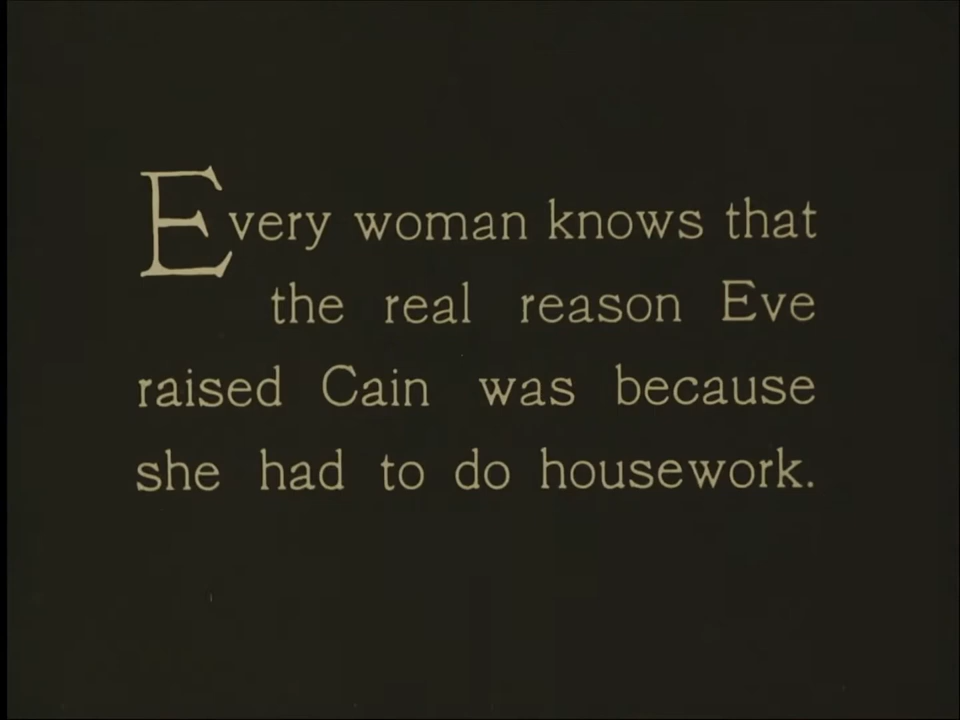 Every woman knows that
the real reason Eve
raised Cain was because
she had to do housework.